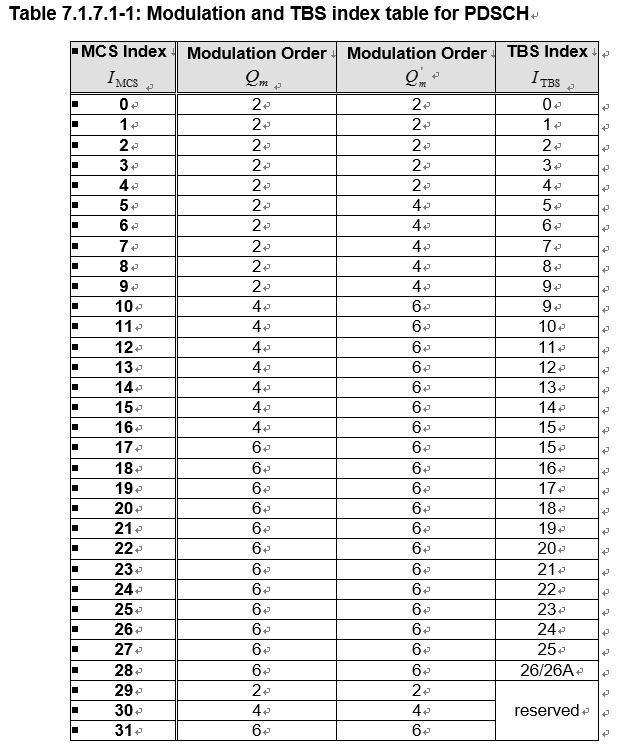 Table 7.1.7.1-1: Modulation and TBS index table for PDSCH
MCS Index Modulation Order Modulation Order TBS Index
I_MCS Q_m Q'_m I_TBS
0 2 2 0
1 2 2 1
2 2 2 2
3 2 2 3
4 2 2 4
5 2 4 5
6 2 4 6
7 2 4 7
8 2 4 8
9 2 4 9
10 4 6 9
11 4 6 10
12 4 6 11
13 4 6 12
14 4 6 13
15 4 6 14
16 4 6 15
17 6 6 15
18 6 6 16
19 6 6 17
20 6 6 18
21 6 6 19
22 6 6 20
23 6 6 21
24 6 6 22
25 6 6 23
26 6 6 24
27 6 6 25
28 6 6 26/26A
29 2 2
30 4 4 reserved
31 6 6